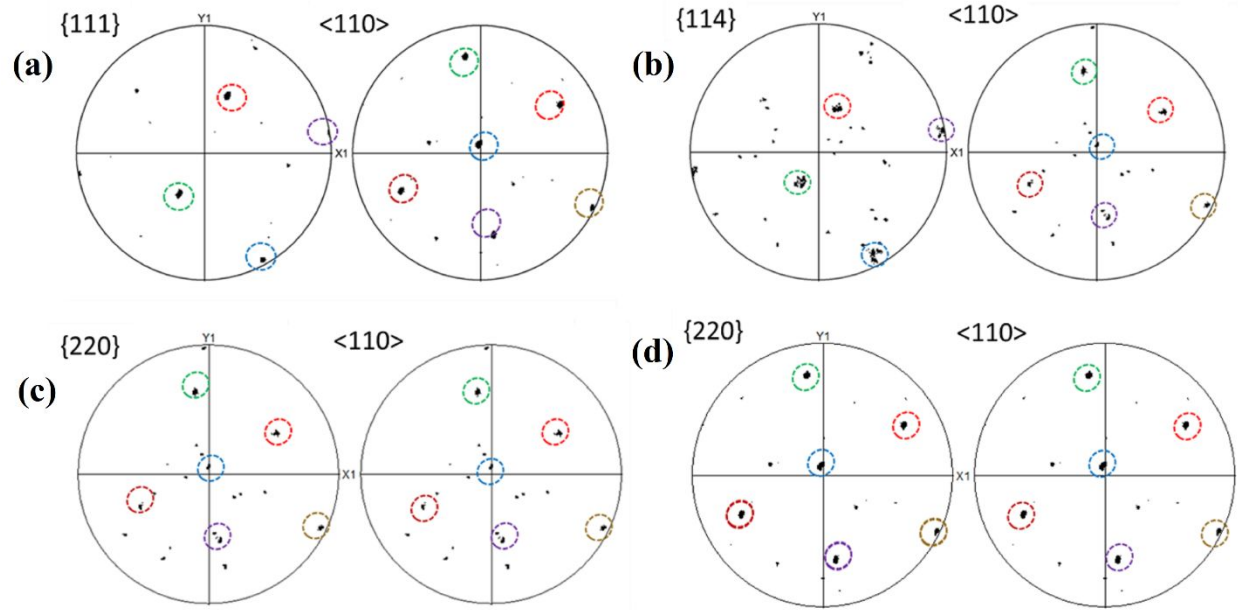 (a)
{111}
<110>
X1
(b)
{114}
Y1
<110>
X1
(c)
{220}
Y1
<110>
X1
(d)
{220}
Y1
<110>
X1
Y1